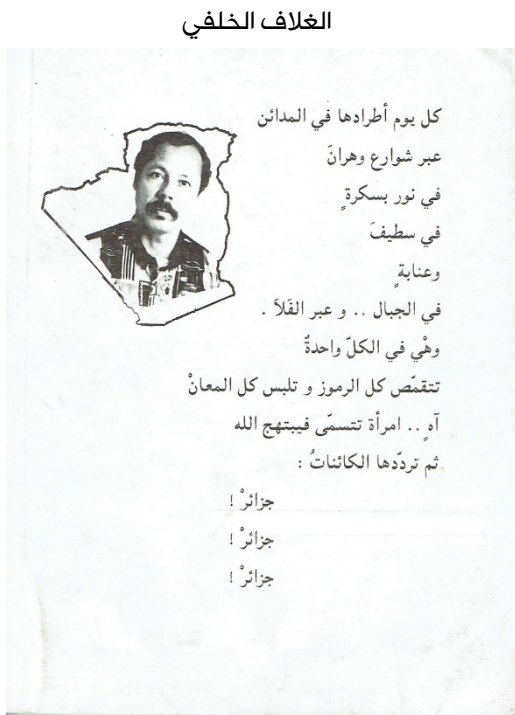 الغلاف الخلفي
كل يوم أطرادها في المدائن
عبر شوارع وهرانَ
في نور بسكرةٍ
في سطيفَ
وعنابةٍ
في الجبال .. و عبر الفَلاَ .
وهْي في الكلّ واحدةٌ
تتقمّص كل الرموز و تلبس كل المعانْ
آهٍ .. امرأة تتسمّى فيبتهج الله
ثم تردّدها الكائناتُ :
جزائرْ !
جزائرْ !
جزائرْ !